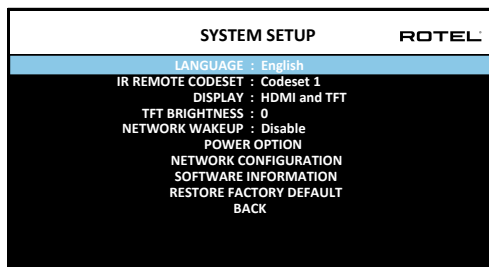 SYSTEM SETUP
ROTEL
LANGUAGE : English
IR REMOTE CODESET : Codeset 1
DISPLAY : HDMI and TFT
TFT BRIGHTNESS : 0
NETWORK WAKEUP : Disable
POWER OPTION
NETWORK CONFIGURATION
SOFTWARE INFORMATION
RESTORE FACTORY DEFAULT
BACK